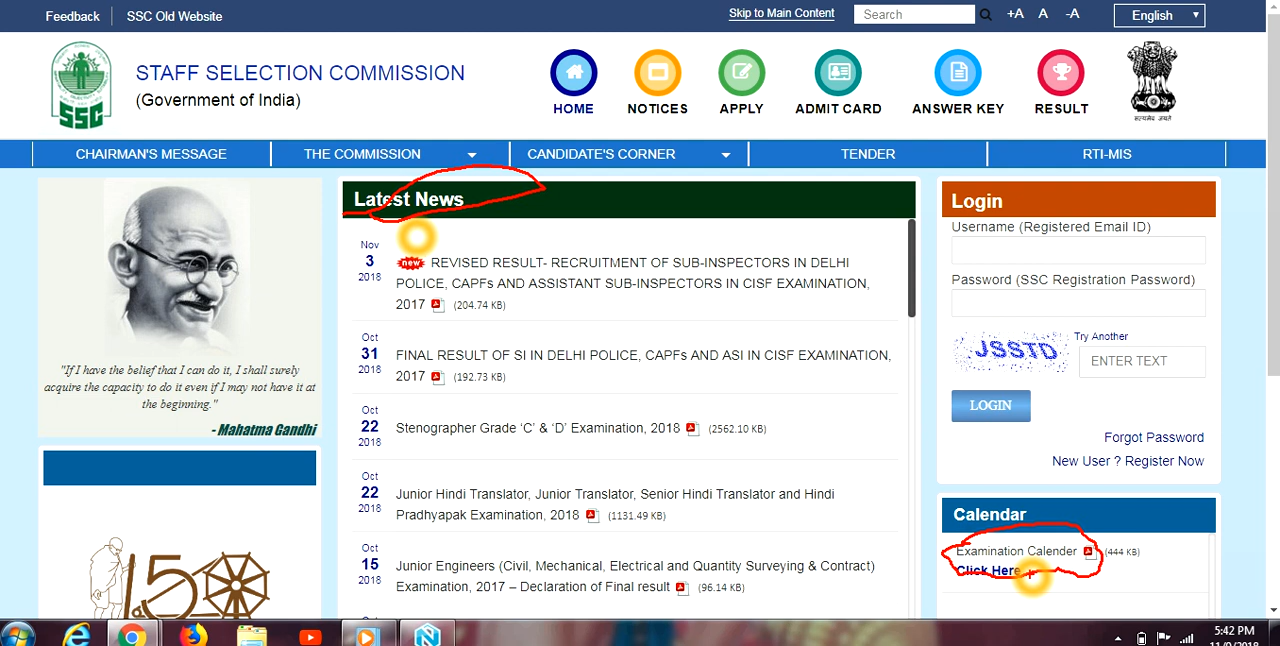 Feedback
SSC Old Website
Skip to Main Content
Search
+A A -A
English
SSC
STAFF SELECTION COMMISSION
(Government of India)
HOME
NOTICES
APPLY
ADMIT CARD
ANSWER KEY
RESULT
सत्यमेव जयते
CHAIRMAN'S MESSAGE
THE COMMISSION
CANDIDATE'S CORNER
TENDER
RTI-MIS
"If I have the belief that I can do it, I shall surely
acquire the capacity to do it even if I may not have it at
the beginning."
- Mahatma Gandhi
150
Latest News
Nov
3
2018
new REVISED RESULT- RECRUITMENT OF SUB-INSPECTORS IN DELHI
POLICE, CAPFs AND ASSISTANT SUB-INSPECTORS IN CISF EXAMINATION,
2017 (204.74 KB)
Oct
31
2018
FINAL RESULT OF SI IN DELHI POLICE, CAPFs AND ASI IN CISF EXAMINATION,
2017 (192.73 KB)
Oct
22
2018
Stenographer Grade ‘C’ & ‘D’ Examination, 2018 (2562.10 KB)
Oct
22
2018
Junior Hindi Translator, Junior Translator, Senior Hindi Translator and Hindi
Pradhyapak Examination, 2018 (1131.49 KB)
Oct
15
2018
Junior Engineers (Civil, Mechanical, Electrical and Quantity Surveying & Contract)
Examination, 2017 – Declaration of Final result (96.14 KB)
Login
Username (Registered Email ID)
Password (SSC Registration Password)
JSSTD
Try Another
ENTER TEXT
LOGIN
Forgot Password
New User ? Register Now
Calendar
Examination Calender (444 KB)
Click Here
5:42 PM
11/9/2018